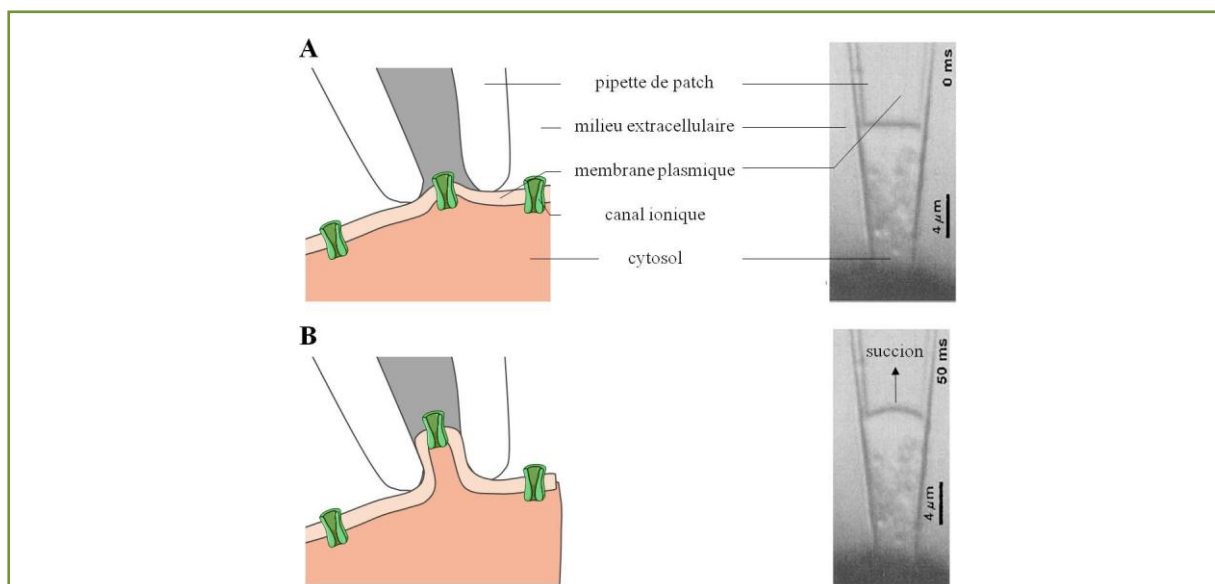 A
pipette de patch
milieu extracellulaire
membrane plasmique
canal ionique
cytosol
0 ms
4 µm
B
succion
50 ms
4 µm